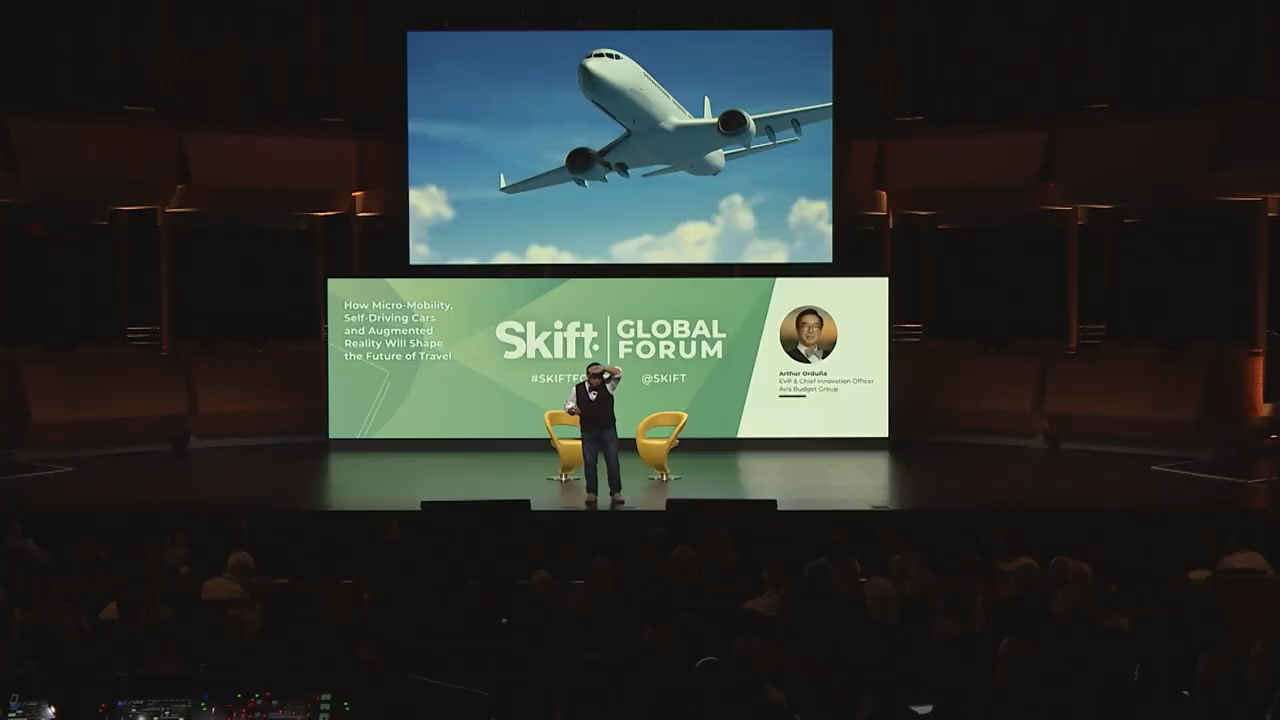 How Micro-Mobility,
Self-Driving Cars
and Augmented
Reality Will Shape
the Future of Travel
Skift
GLOBAL
FORUM
#SKIFTFO
@SKIFT
Arthur Orduña
EVP & Chief Innovation Officer
Avis Budget Group